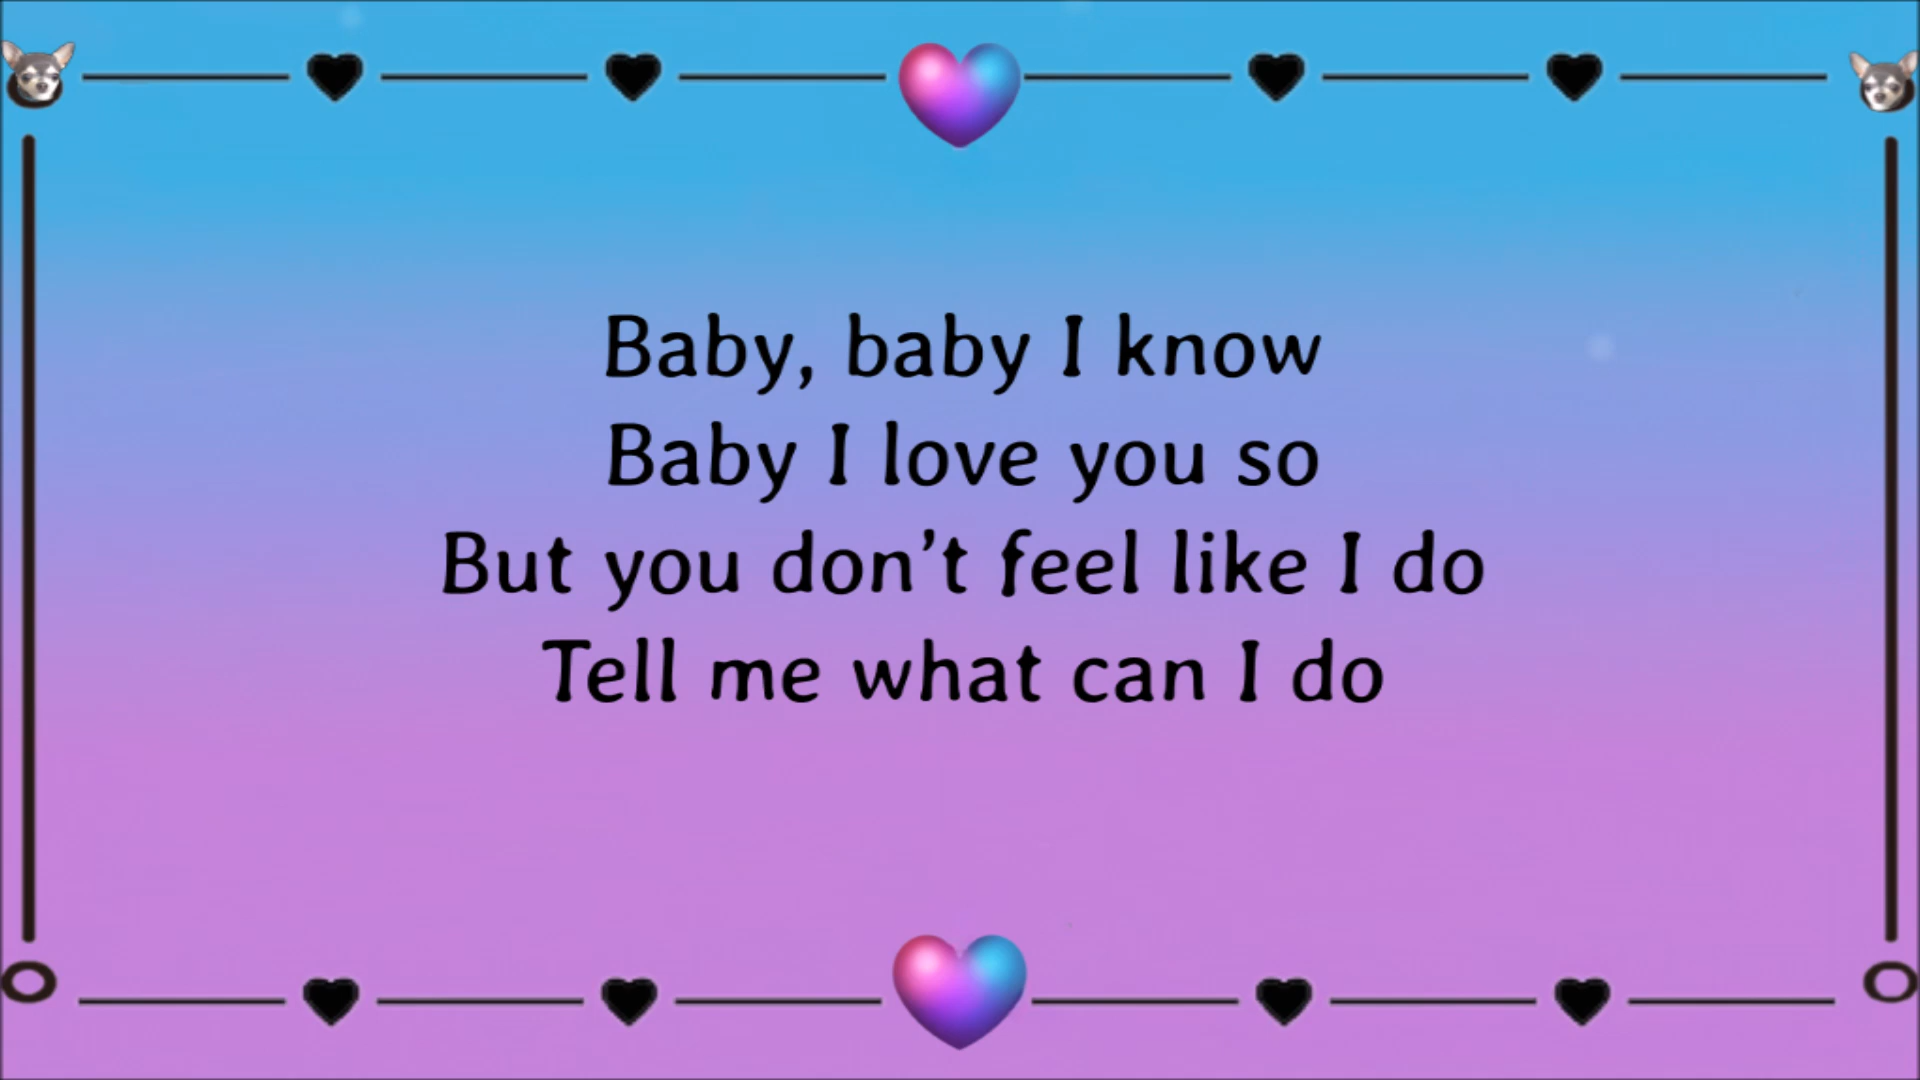 Baby, baby I know
Baby I love you so
But you don’t feel like I do
Tell me what can I do